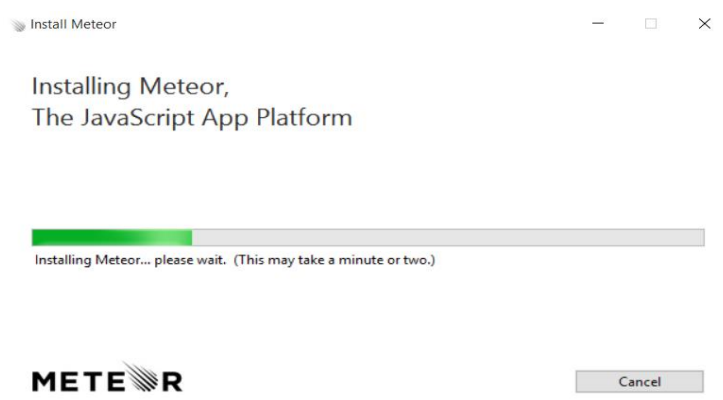 Install Meteor
Installing Meteor,
The JavaScript App Platform
Installing Meteor... please wait. (This may take a minute or two.)
METEOR
Cancel